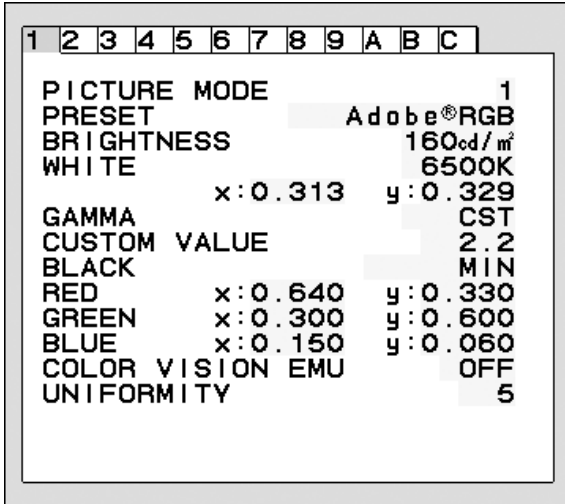 1 2 3 4 5 6 7 8 9 A B C
PICTURE MODE 1
PRESET Adobe®RGB
BRIGHTNESS 160cd/㎡
WHITE 6500K
x:0.313 y:0.329
GAMMA CST
CUSTOM VALUE 2.2
BLACK MIN
RED x:0.640 y:0.330
GREEN x:0.300 y:0.600
BLUE x:0.150 y:0.060
COLOR VISION EMU OFF
UNIFORMITY 5